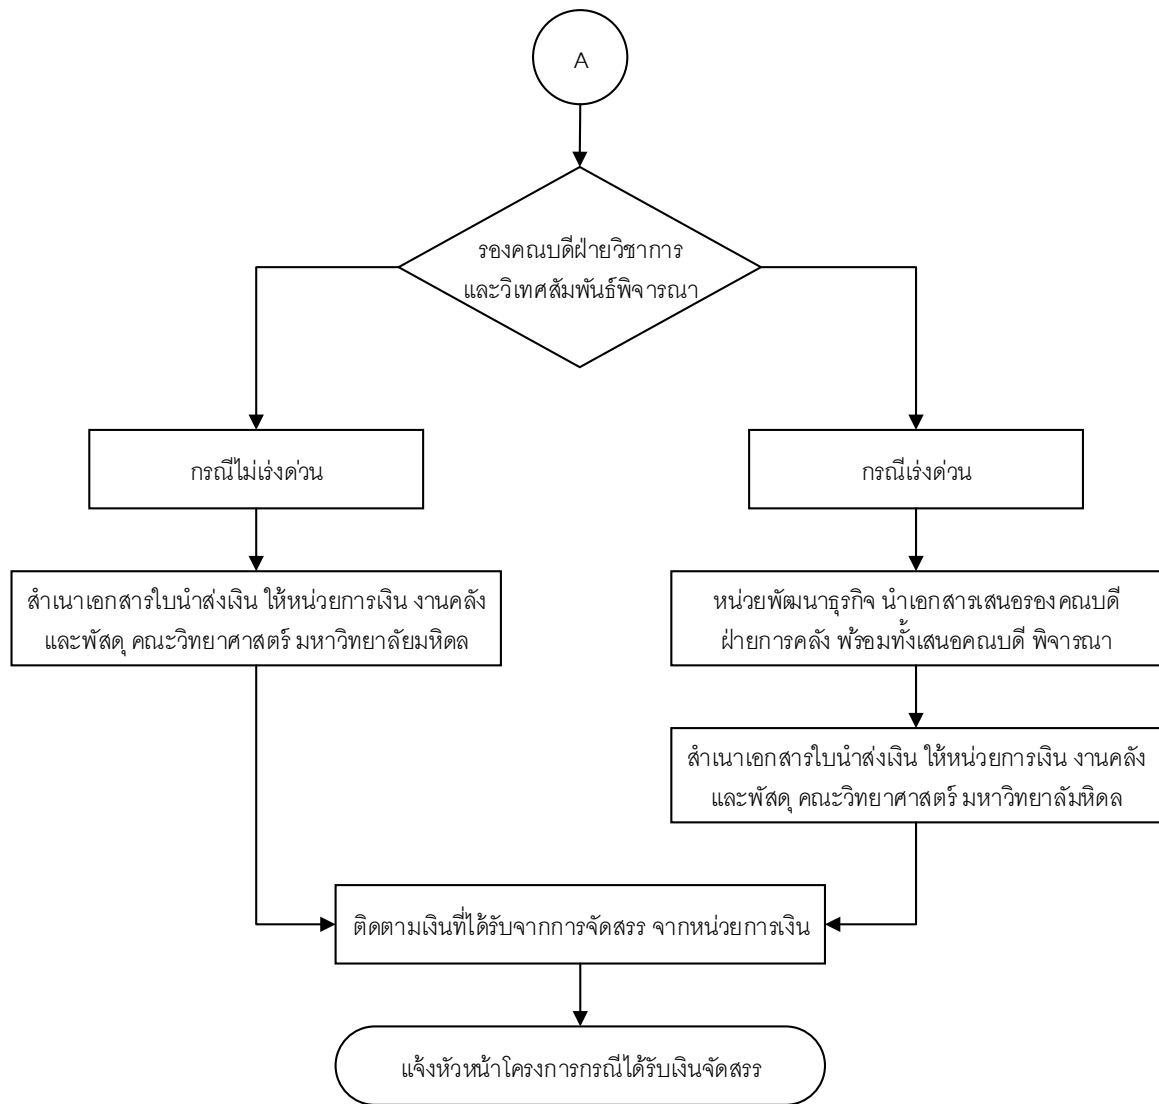 A
รองคณบดีฝ่ายวิชาการ
และวิเทศสัมพันธ์พิจารณา
กรณีไม่เร่งด่วน
กรณีเร่งด่วน
สำเนาเอกสารใบนำส่งเงิน ให้หน่วยการเงิน งานคลัง
และพัสดุ คณะวิทยาศาสตร์ มหาวิทยาลัยมหิดล
หน่วยพัฒนาธุรกิจ นำเอกสารเสนอรองคณบดี
ฝ่ายการคลัง พร้อมทั้งเสนอคณบดี พิจารณา
สำเนาเอกสารใบนำส่งเงิน ให้หน่วยการเงิน งานคลัง
และพัสดุ คณะวิทยาศาสตร์ มหาวิทยาลัมหิดล
ติดตามเงินที่ได้รับจากการจัดสรร จากหน่วยการเงิน
แจ้งหัวหน้าโครงการกรณีได้รับเงินจัดสรร